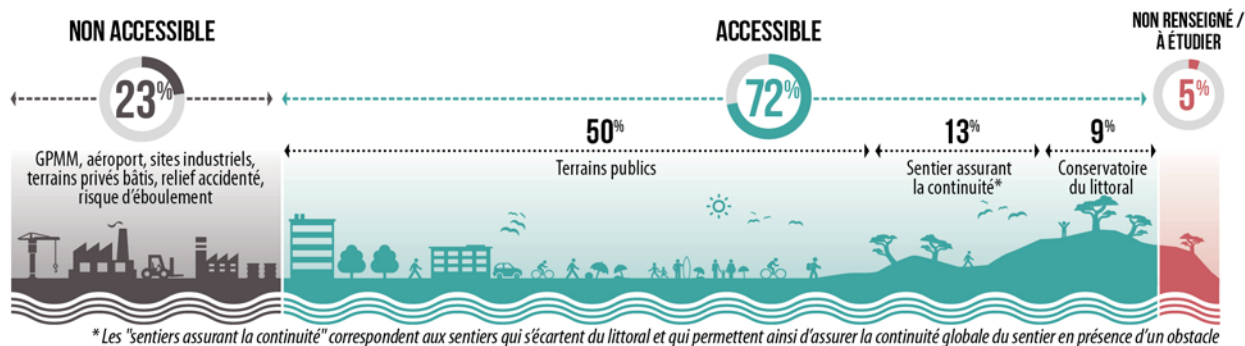 NON ACCESSIBLE
23%
GPMM, aéroport, sites industriels,
terrains privés bâtis, relief accidenté,
risque d'éboulement
ACCESSIBLE
72%
50%
Terrains publics
13%
Sentier assurant
la continuité*
9%
Conservatoire
du littoral
NON RENSEIGNÉ /
À ÉTUDIER
5%
* Les "sentiers assurant la continuité" correspondent aux sentiers qui s'écartent du littoral et qui permettent ainsi d'assurer la continuité globale du sentier en présence d'un obstacle